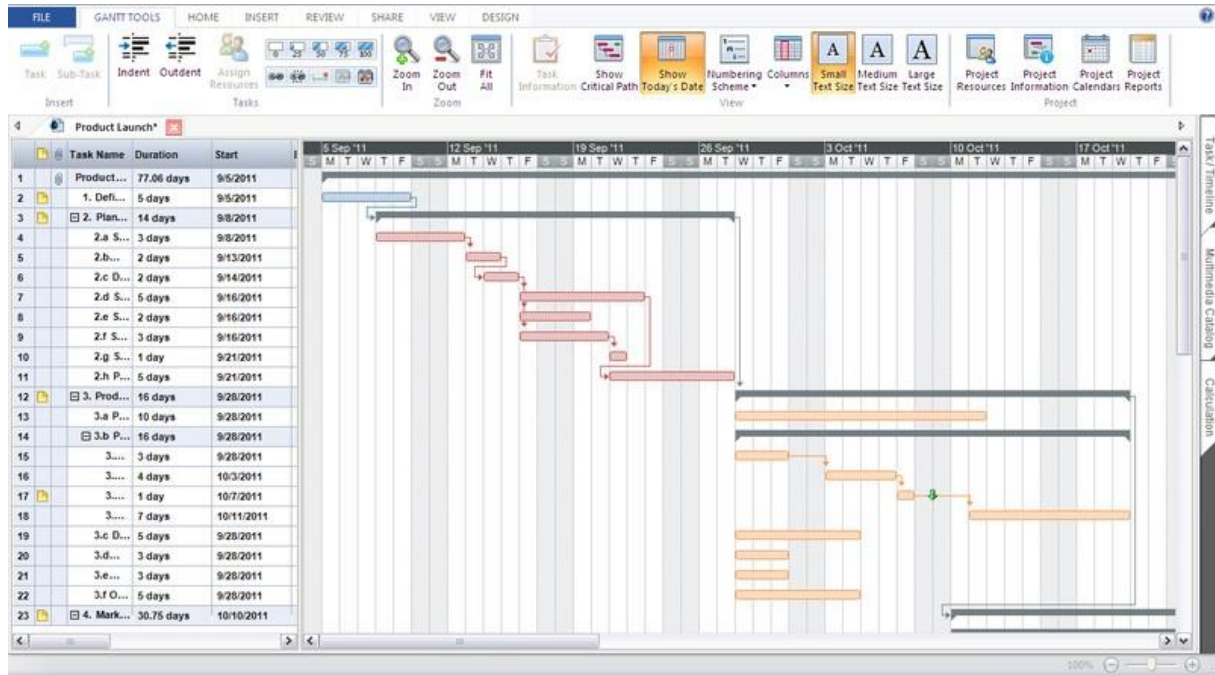 FILE GANTT TOOLS HOME INSERT REVIEW SHARE VIEW DESIGN
0 25 50 75 100
Task Sub-Task Indent Outdent Assign Resources Zoom In Zoom Out Fit All Task Information Show Critical Path Show Today's Date Numbering Scheme Columns Small Text Size Medium Text Size Large Text Size Project Resources Project Information Project Calendars Project Reports
Insert Tasks Zoom View Project
Product Launch*
Task Name Duration Start 5 Sep '11 12 Sep '11 19 Sep '11 26 Sep '11 3 Oct '11 10 Oct '11 17 Oct '11
S M T W T F S S M T W T F S S M T W T F S S M T W T F S S M T W T F S S M T W T F S S M T W T F S
1 Product... 77.06 days 9/5/2011
2 1. Defi... 5 days 9/5/2011
3 2. Plan... 14 days 9/8/2011
4 2.a S... 3 days 9/8/2011
5 2.b... 2 days 9/13/2011
6 2.c D... 2 days 9/14/2011
7 2.d S... 5 days 9/16/2011
8 2.e S... 2 days 9/16/2011
9 2.f S... 3 days 9/16/2011
10 2.g S... 1 day 9/21/2011
11 2.h P... 5 days 9/21/2011
12 3. Prod... 16 days 9/28/2011
13 3.a P... 10 days 9/28/2011
14 3.b P... 16 days 9/28/2011
15 3.... 3 days 9/28/2011
16 3.... 4 days 10/3/2011
17 3.... 1 day 10/7/2011
18 3.... 7 days 10/11/2011
19 3.c D... 5 days 9/28/2011
20 3.d... 3 days 9/28/2011
21 3.e... 3 days 9/28/2011
22 3.f O... 5 days 9/28/2011
23 4. Mark... 30.75 days 10/10/2011
Task/Timeline
Multimedia Catalog
Calculation
100%